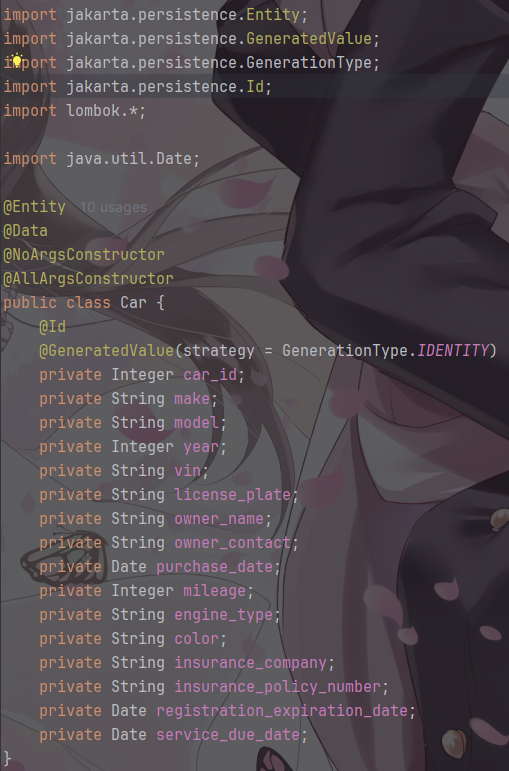 import jakarta.persistence.Entity;
import jakarta.persistence.GeneratedValue;
import jakarta.persistence.GenerationType;
import jakarta.persistence.Id;
import lombok.*;
import java.util.Date;
@Entity 10 usages
@Data
@NoArgsConstructor
@AllArgsConstructor
public class Car {
@Id
@GeneratedValue(strategy = GenerationType.IDENTITY)
private Integer car_id;
private String make;
private String model;
private Integer year;
private String vin;
private String license_plate;
private String owner_name;
private String owner_contact;
private Date purchase_date;
private Integer mileage;
private String engine_type;
private String color;
private String insurance_company;
private String insurance_policy_number;
private Date registration_expiration_date;
private Date service_due_date;
}